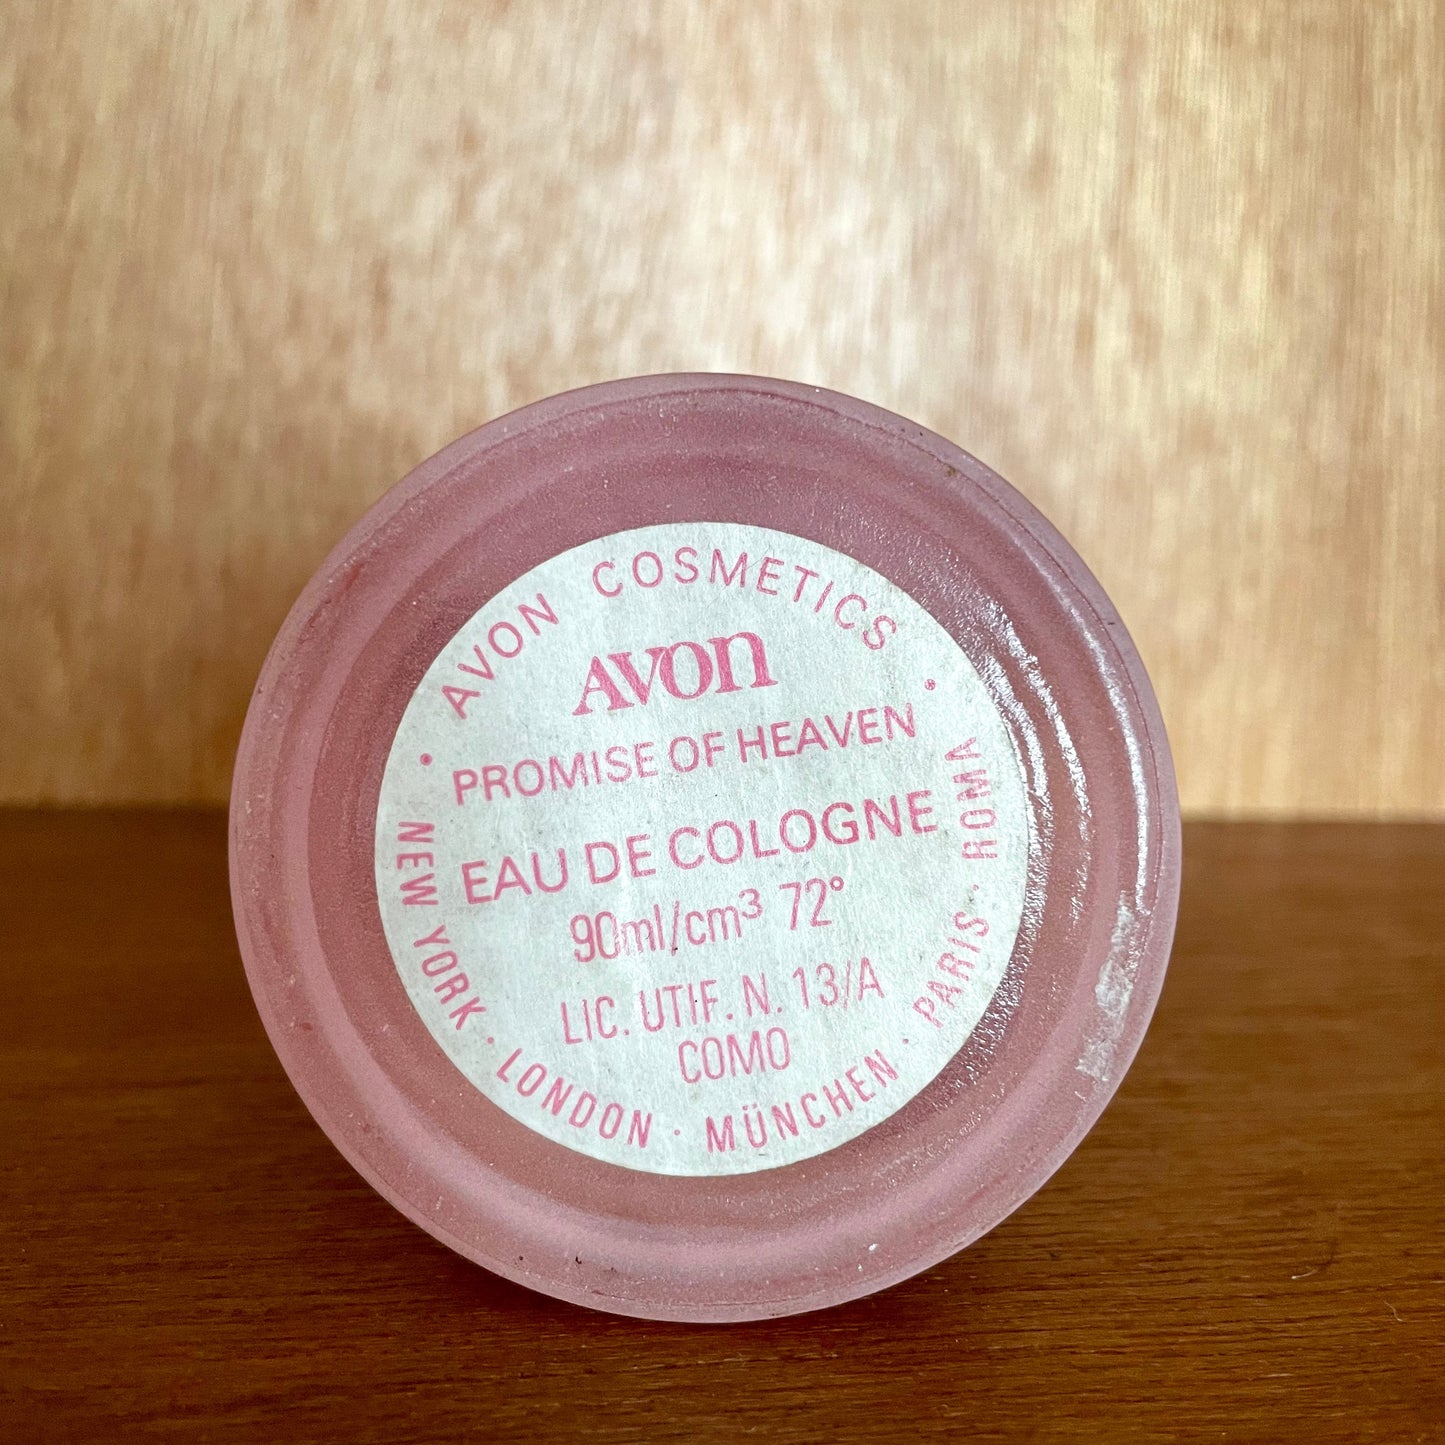 AVON COSMETICS
AVON
PROMISE OF HEAVEN
EAU DE COLOGNE
90ml/cm³ 72°
LIC. UTIF. N. 13/A
COMO
NEW YORK · LONDON · MÜNCHEN · PARIS · ROMA